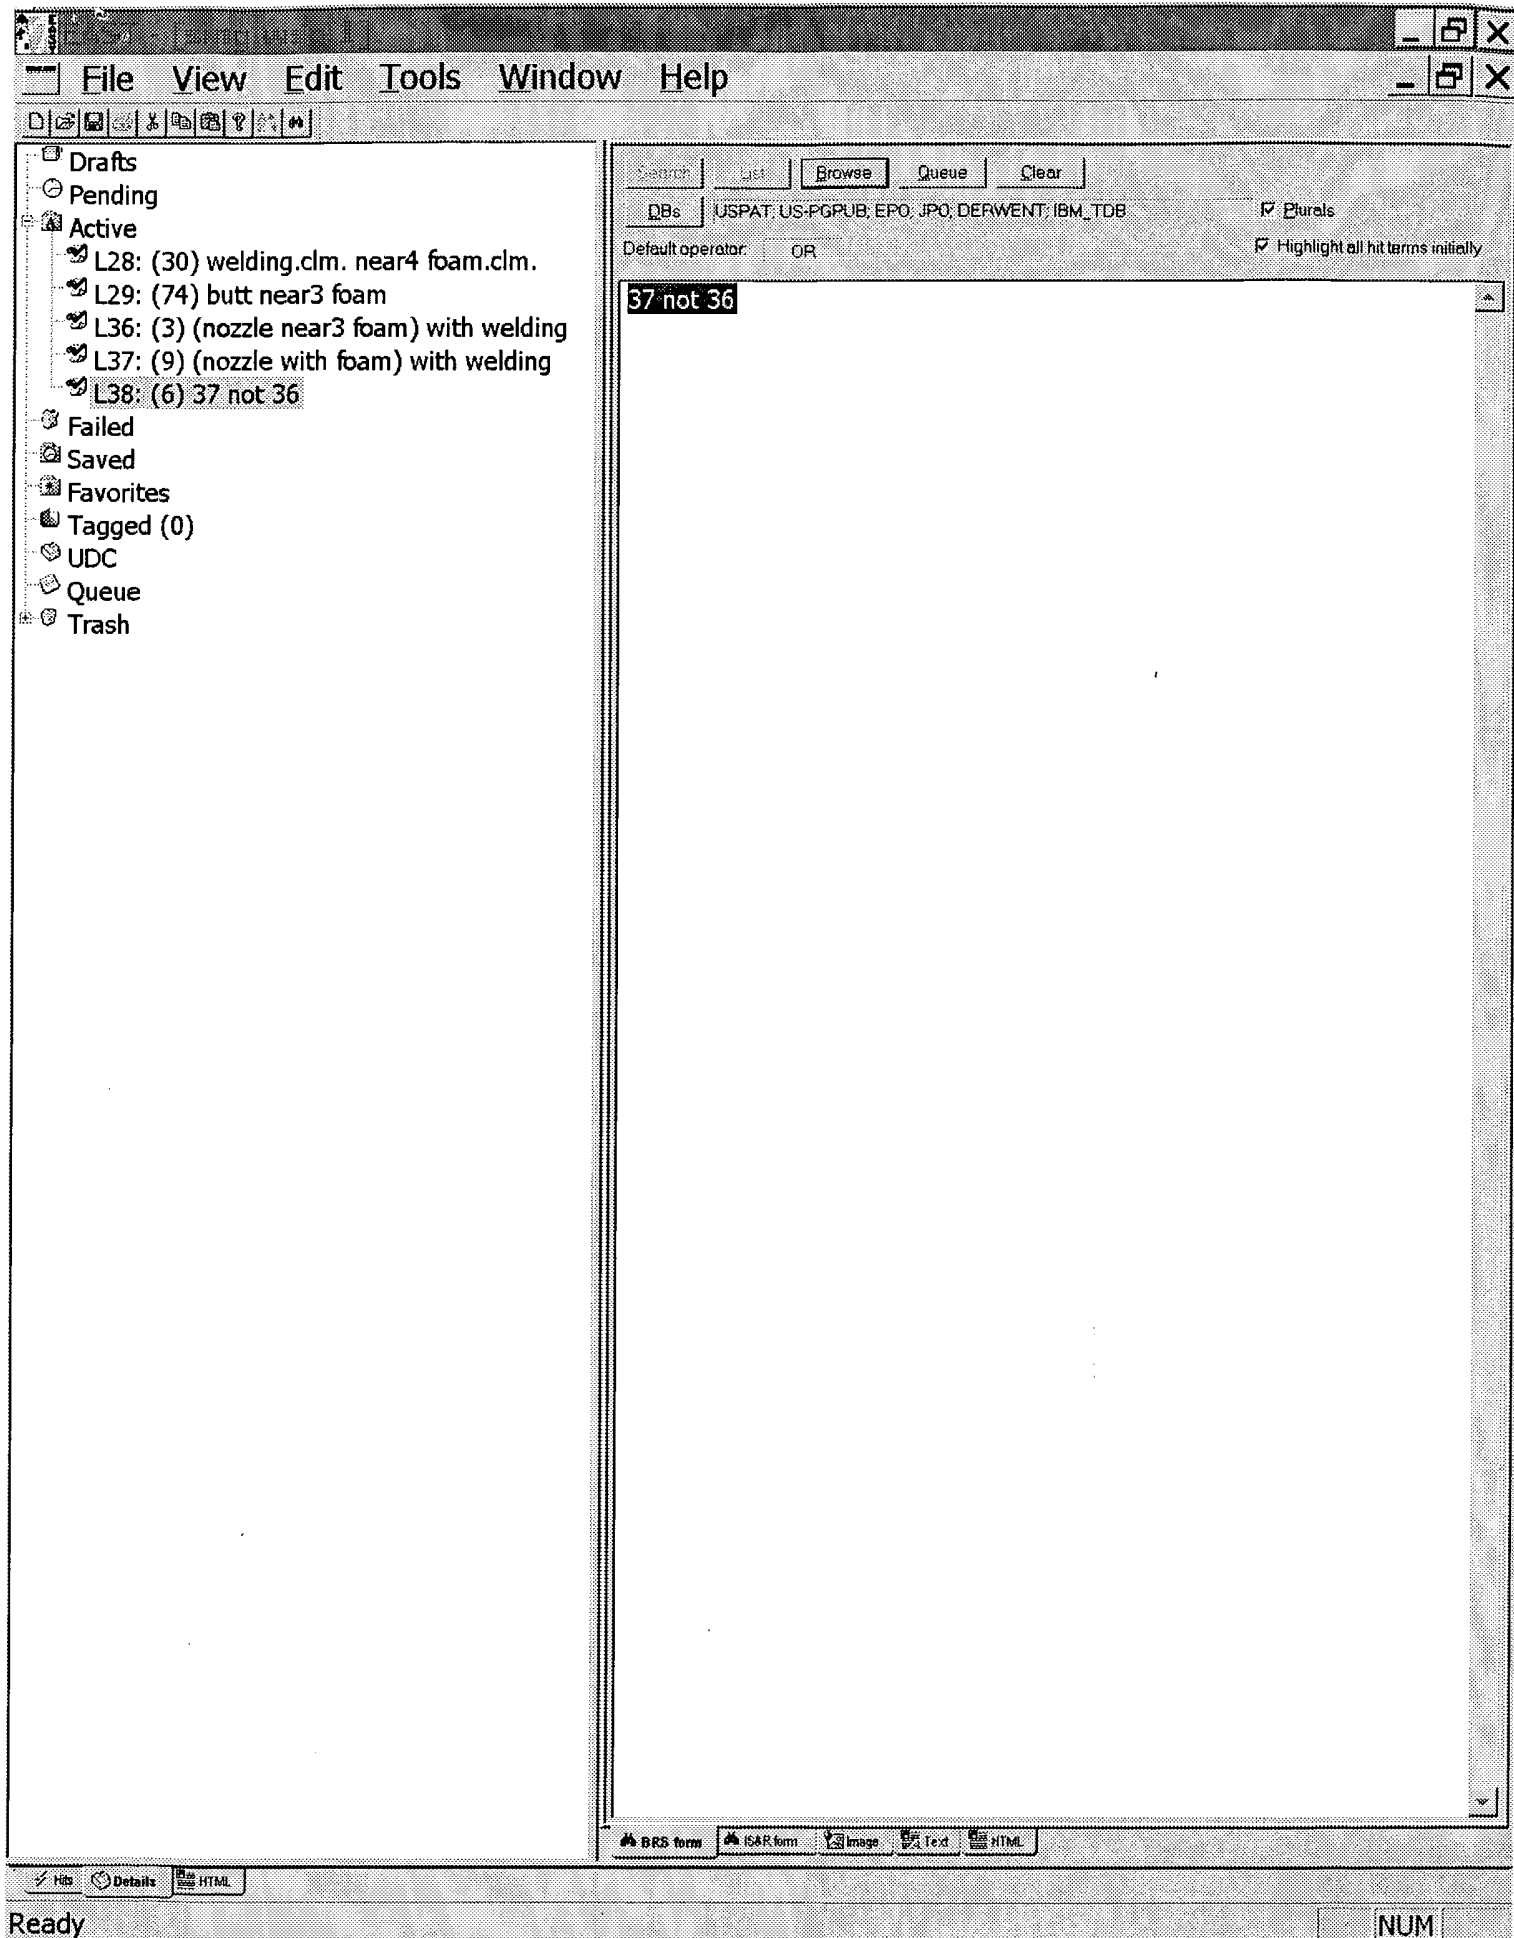 File View Edit Tools Window Help
Drafts
Pending
Active
L28: (30) welding.clm. near4 foam.clm.
L29: (74) butt near3 foam
L36: (3) (nozzle near3 foam) with welding
L37: (9) (nozzle with foam) with welding
L38: (6) 37 not 36
Failed
Saved
Favorites
Tagged (0)
UDC
Queue
Trash
Search List Browse Queue Clear
DBs USPAT; US-PGPUB; EPO; JPO; DERWENT; IBM_TDB Plurals
Default operator: OR Highlight all hit terms initially
37 not 36
BRS form IS&R form Image Text HTML
Hits Details HTML
Ready NUM